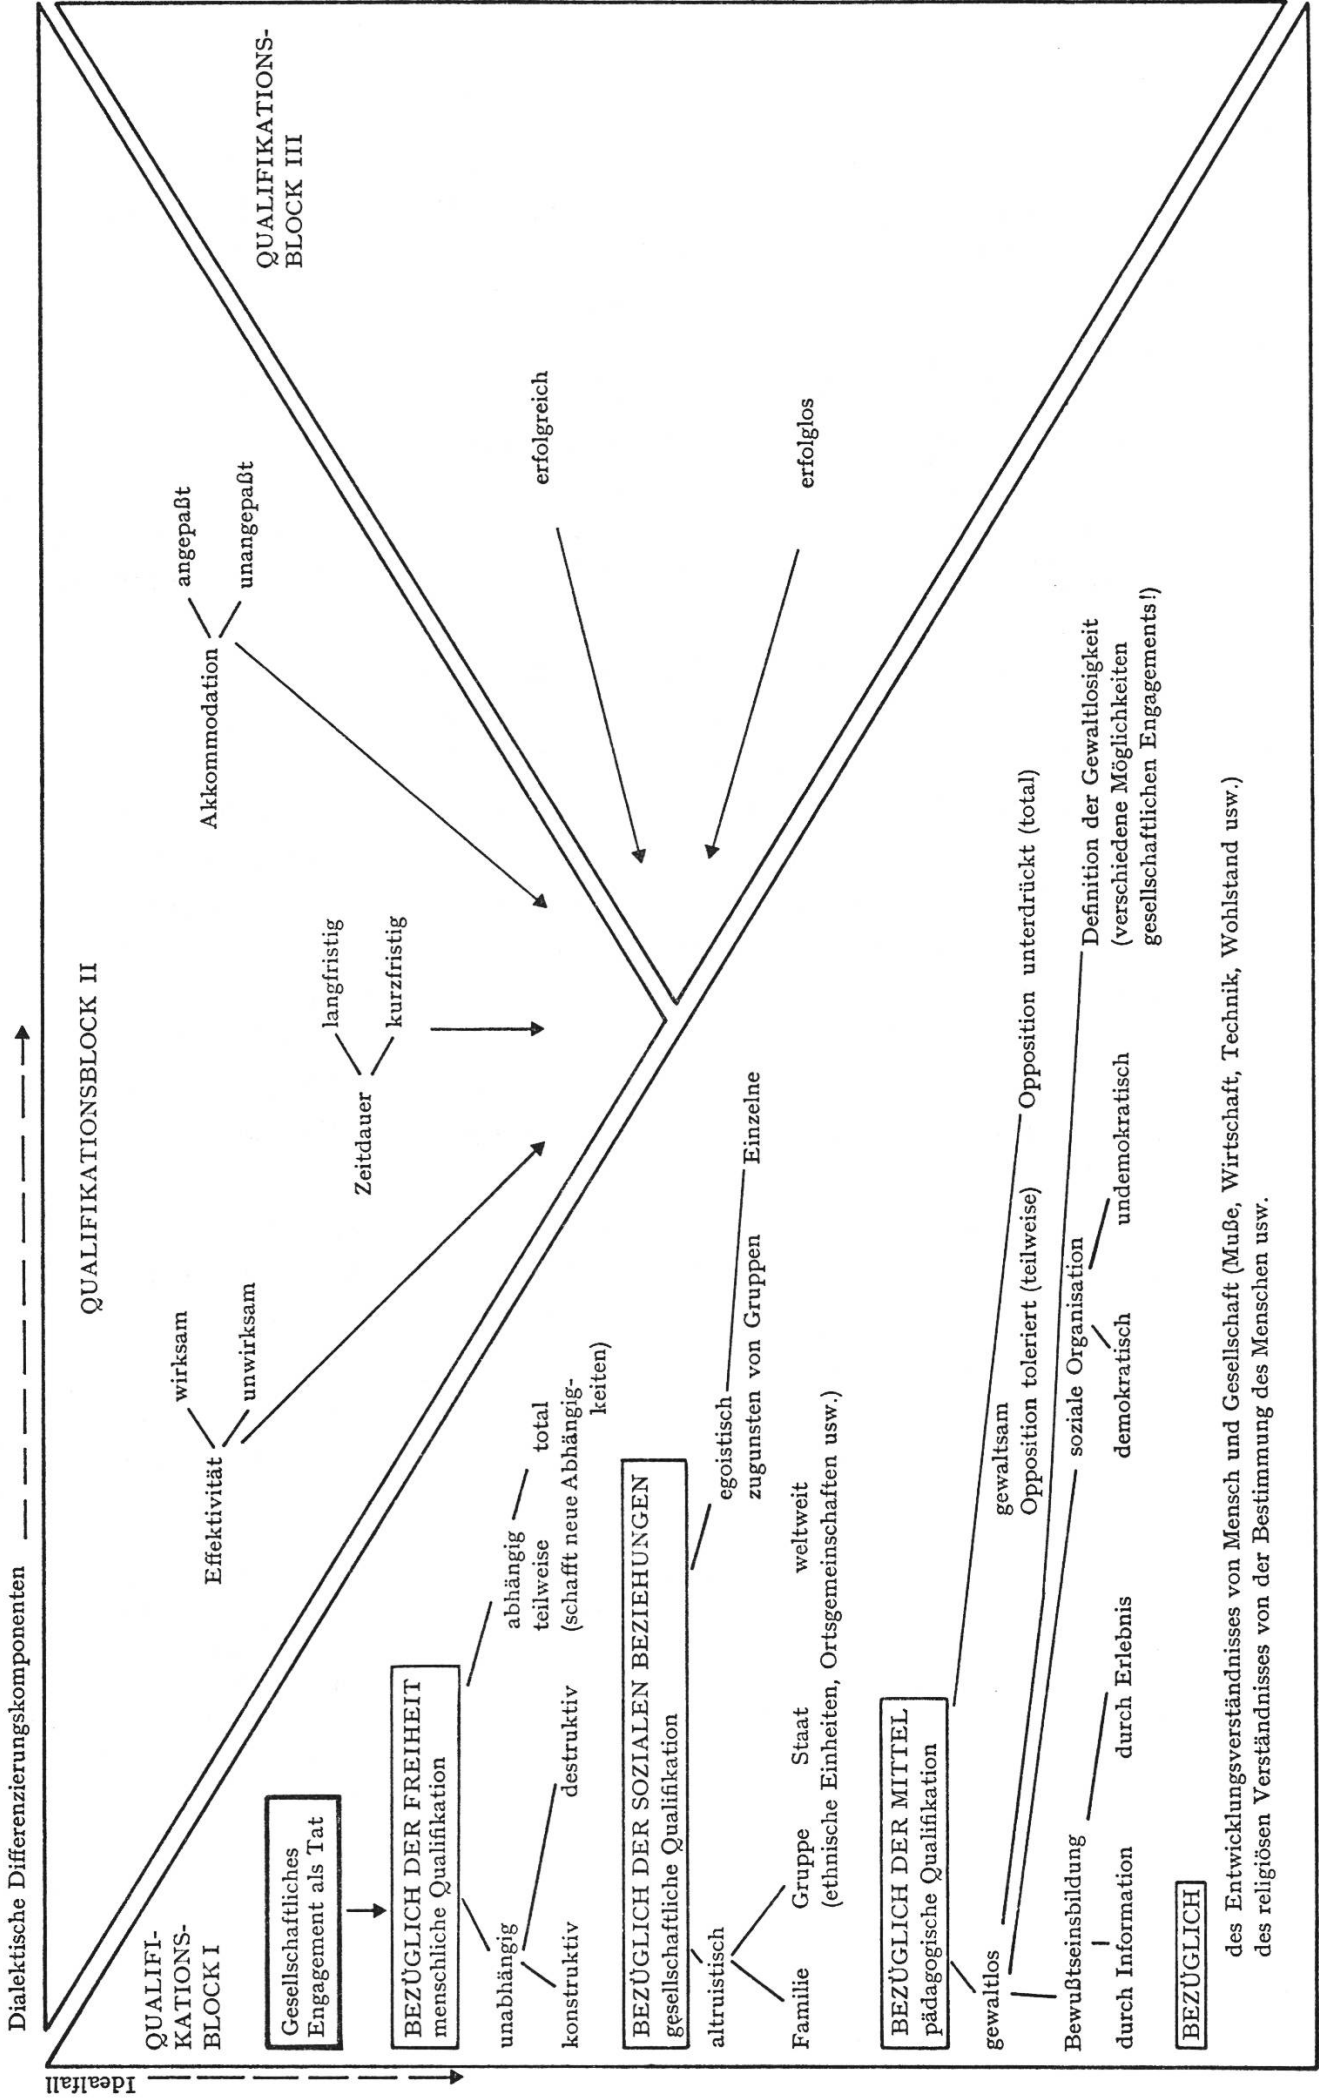 Dialektische Differenzierungskomponenten
Idealfall
QUALIFIKATIONSBLOCK II
QUALIFIKATIONS-
BLOCK III
Effektivität
wirksam
unwirksam
Zeitdauer
langfristig
kurzfristig
Akkommodation
angepaßt
unangepaßt
erfolgreich
erfolglos
QUALIFI-
KATIONS-
BLOCK I
Gesellschaftliches
Engagement als Tat
BEZÜGLICH DER FREIHEIT
menschliche Qualifikation
unabhängig
konstruktiv
destruktiv
abhängig
teilweise total
(schafft neue Abhängig-
keiten)
BEZÜGLICH DER SOZIALEN BEZIEHUNGEN
gesellschaftliche Qualifikation
altruistisch
Familie Gruppe Staat weltweit
(ethnische Einheiten, Ortsgemeinschaften usw.)
egoistisch
zugunsten von Gruppen Einzelne
BEZÜGLICH DER MITTEL
pädagogische Qualifikation
gewaltsam
Opposition toleriert (teilweise) Opposition unterdrückt (total)
gewaltlos
Bewußtseinsbildung
durch Information durch Erlebnis
soziale Organisation
demokratisch undemokratisch
Definition der Gewaltlosigkeit
(verschiedene Möglichkeiten
gesellschaftlichen Engagements!)
BEZÜGLICH
des Entwicklungsverständnisses von Mensch und Gesellschaft (Muße, Wirtschaft, Technik, Wohlstand usw.)
des religiösen Verständnisses von der Bestimmung des Menschen usw.